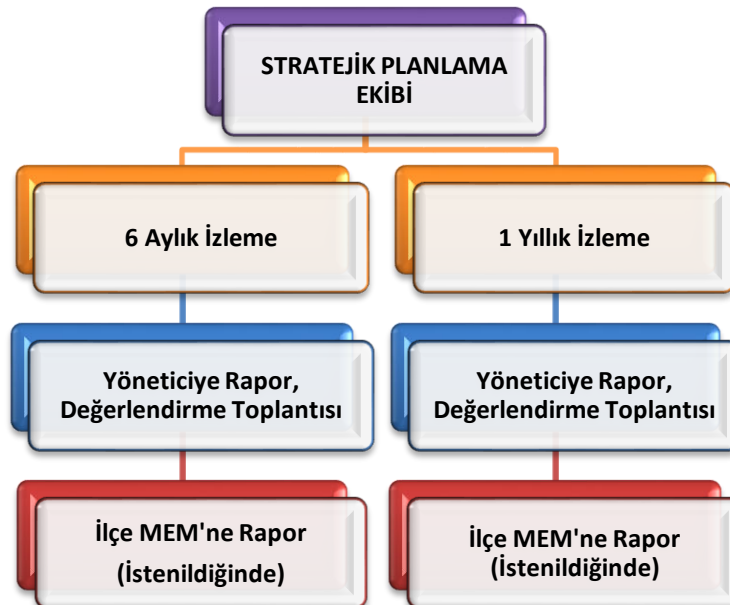 STRATEJİK PLANLAMA
EKİBİ
6 Aylık İzleme
1 Yıllık İzleme
Yöneticiye Rapor,
Değerlendirme Toplantısı
Yöneticiye Rapor,
Değerlendirme Toplantısı
İlçe MEM'ne Rapor
(İstenildiğinde)
İlçe MEM'ne Rapor
(İstenildiğinde)